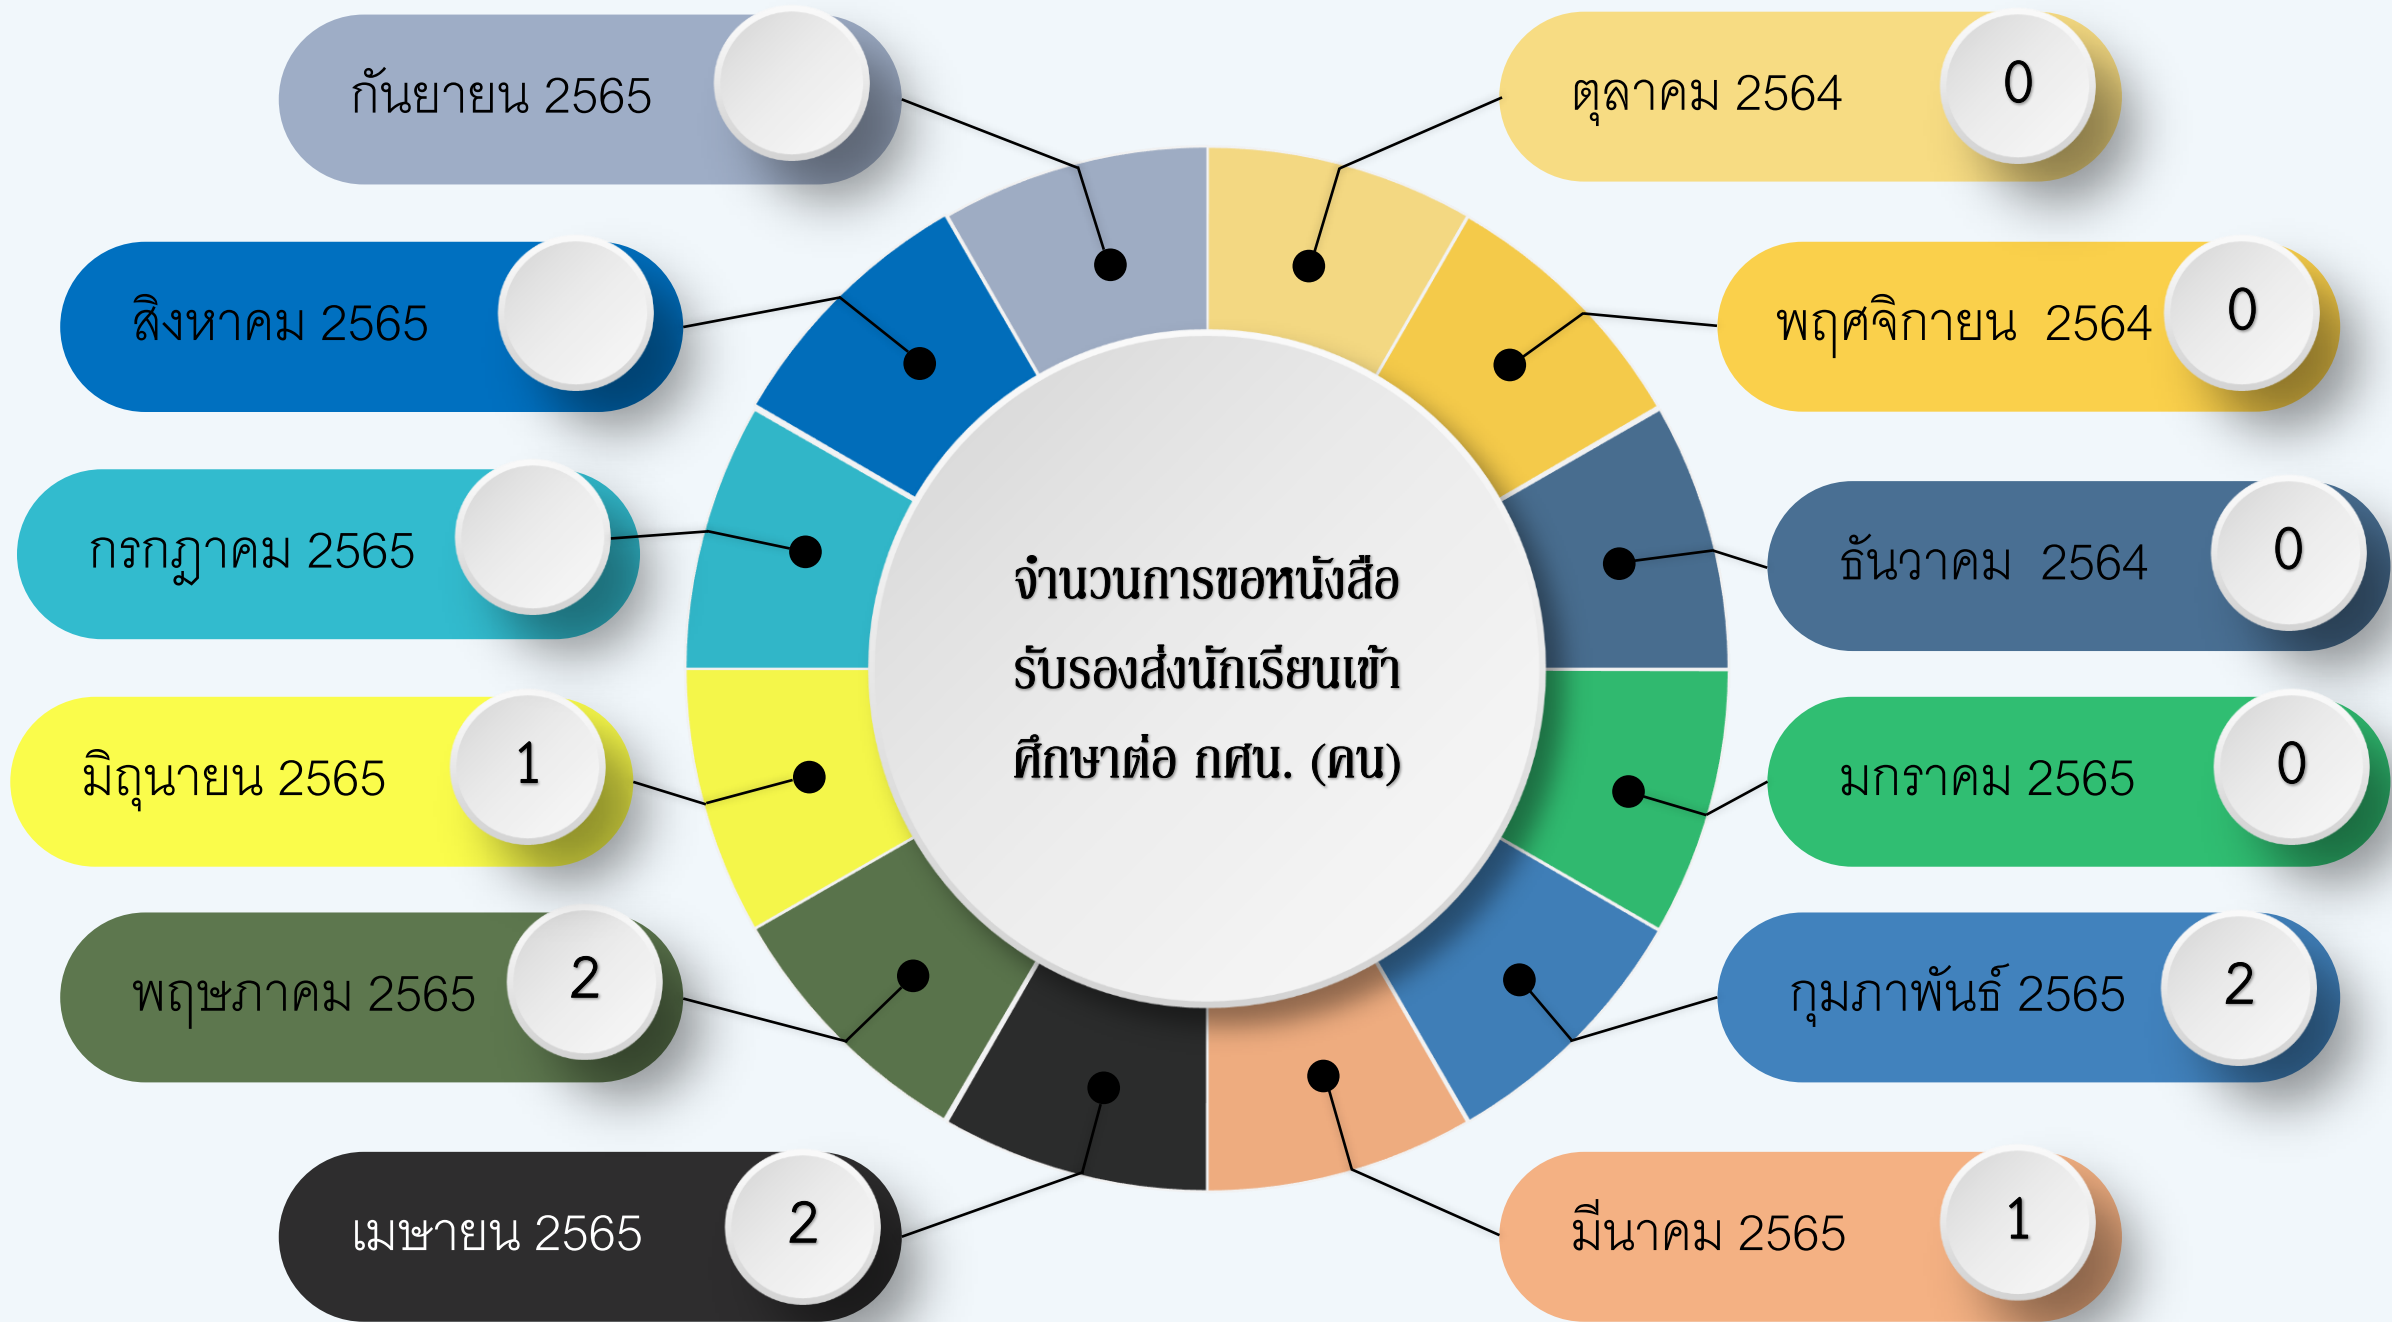 จำนวนการขอหนังสือ
รับรองส่งนักเรียนเข้า
ศึกษาต่อ กศน. (คน)
ตุลาคม 2564 0
พฤศจิกายน 2564 0
ธันวาคม 2564 0
มกราคม 2565 0
กุมภาพันธ์ 2565 2
มีนาคม 2565 1
เมษายน 2565 2
พฤษภาคม 2565 2
มิถุนายน 2565 1
กรกฎาคม 2565
สิงหาคม 2565
กันยายน 2565